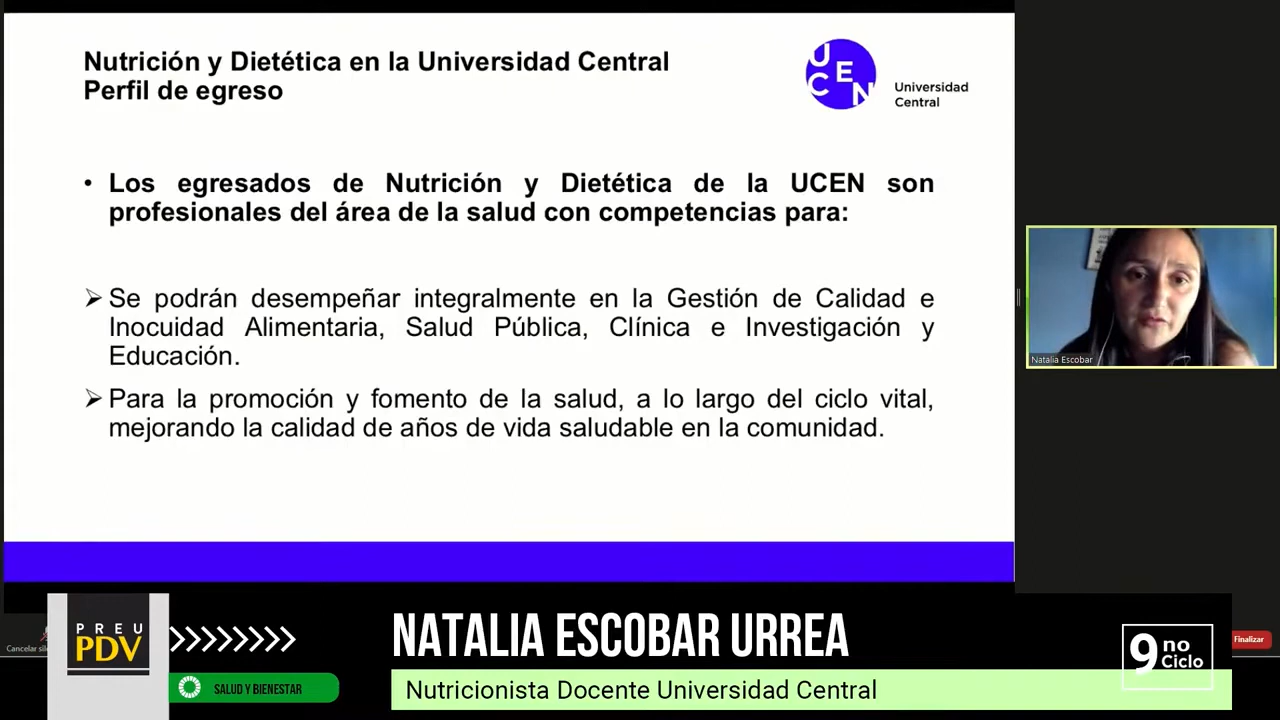 Nutrición y Dietética en la Universidad Central
Perfil de egreso
UCEN
Universidad
Central
• Los egresados de Nutrición y Dietética de la UCEN son
profesionales del área de la salud con competencias para:
➢ Se podrán desempeñar integralmente en la Gestión de Calidad e
Inocuidad Alimentaria, Salud Pública, Clínica e Investigación y
Educación.
➢ Para la promoción y fomento de la salud, a lo largo del ciclo vital,
mejorando la calidad de años de vida saludable en la comunidad.
Natalia Escobar
PREU
PDV
NATALIA ESCOBAR URREA
9no
Ciclo
Finalizar
Cancelar
SALUD Y BIENESTAR
Nutricionista Docente Universidad Central